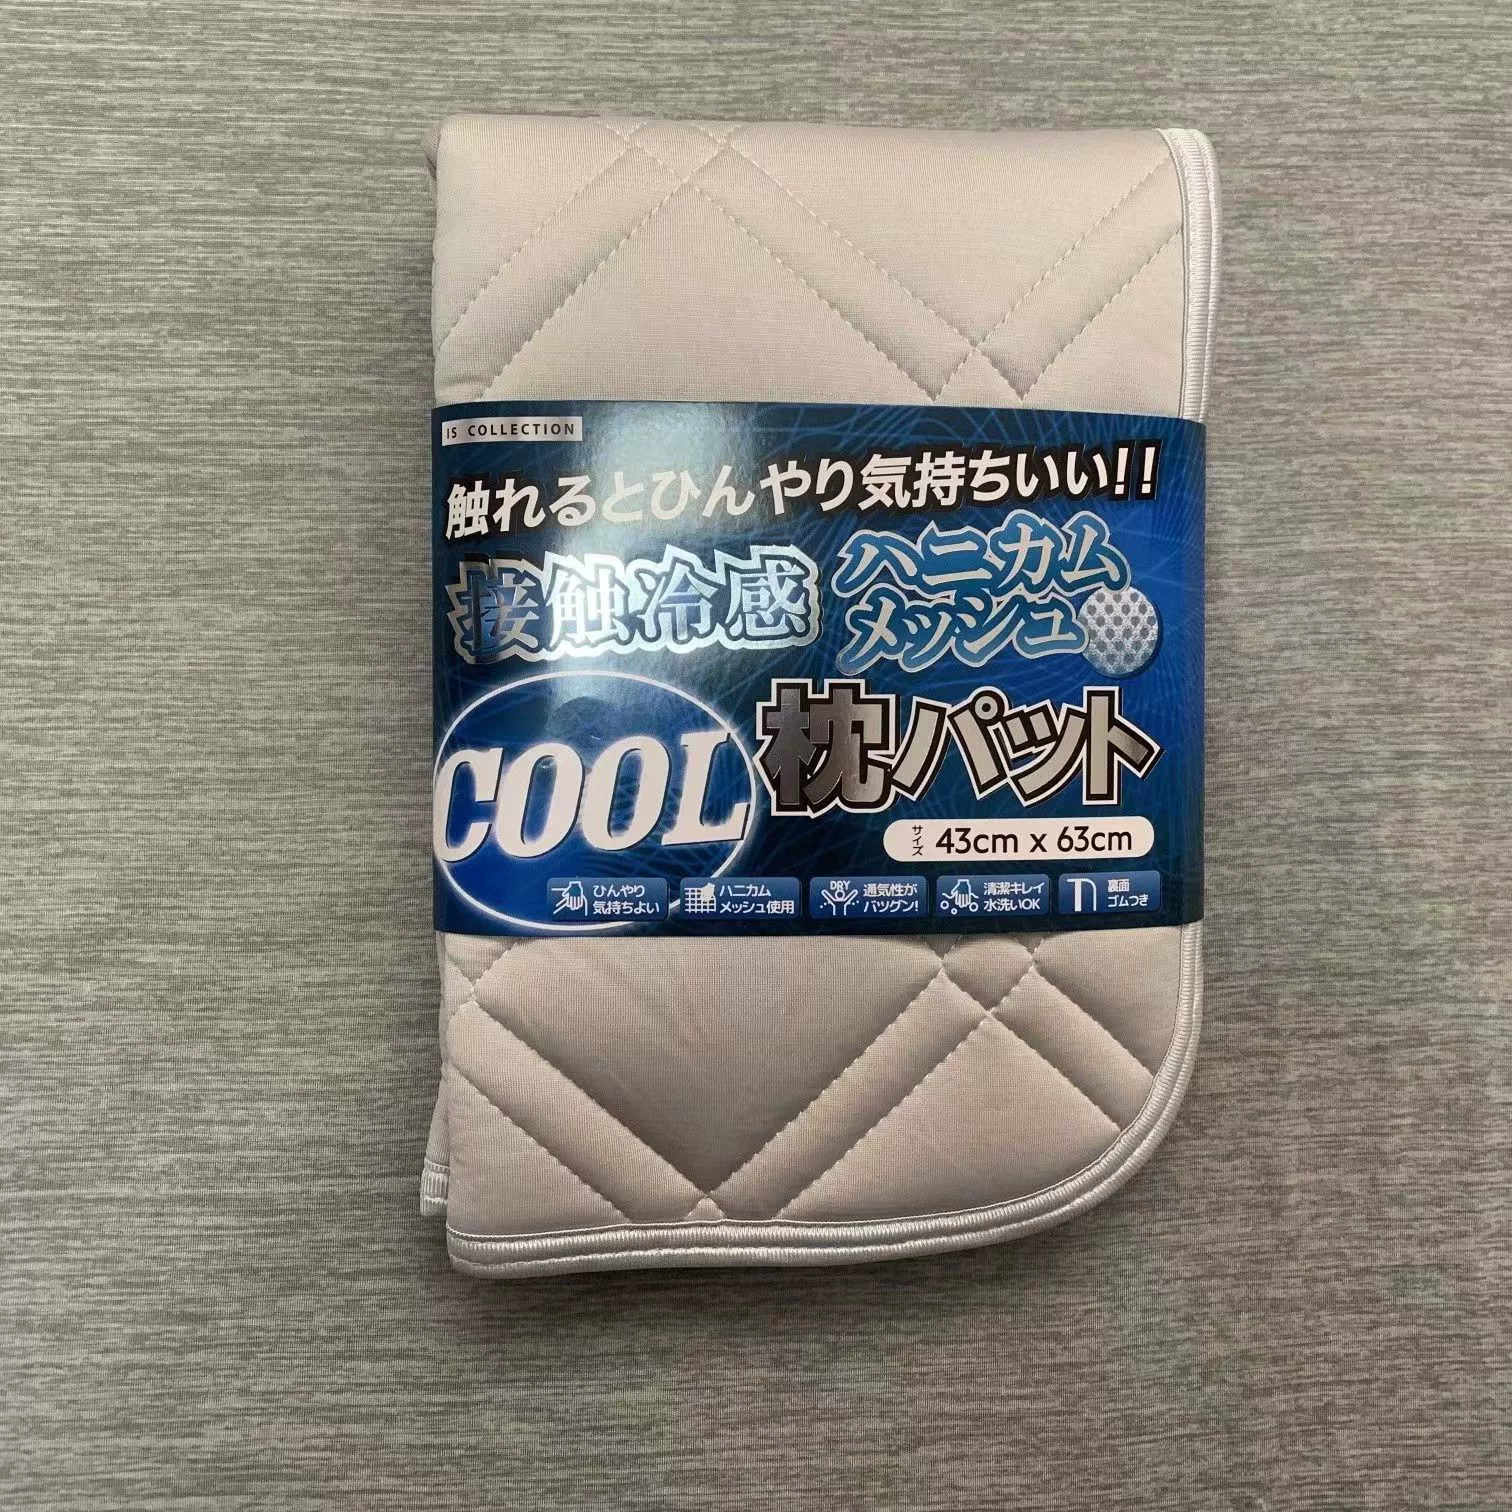 IS COLLECTION
触れるとひんやり気持ちいい!!
接触冷感
ハニカム
メッシュ
COOL
枕パット
サイズ 43cm x 63cm
ひんやり
気持ちよい
ハニカム
メッシュ使用
DRY
通気性が
バツグン!
清潔キレイ
水洗いOK
裏面
ゴムつき